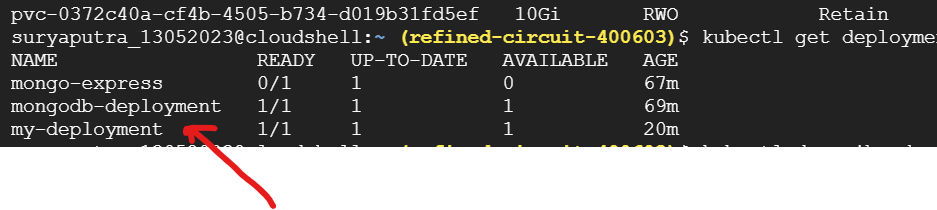 pvc-0372c40a-cf4b-4505-b734-d019b31fd5ef 10Gi RWO Retain
suryaputra_13052023@cloudshell:~ (refined-circuit-400603)$ kubectl get deployme
NAME READY UP-TO-DATE AVAILABLE AGE
mongo-express 0/1 1 0 67m
mongodb-deployment 1/1 1 1 69m
my-deployment 1/1 1 1 20m